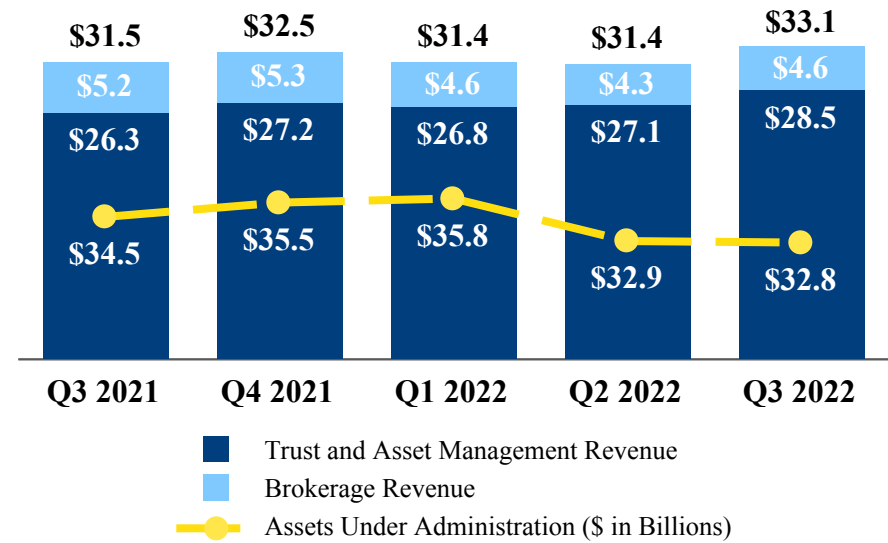 $31.5 $32.5 $31.4 $31.4 $33.1
$5.2 $5.3 $4.6 $4.3 $4.6
$26.3 $27.2 $26.8 $27.1 $28.5
$34.5 $35.5 $35.8 $32.9 $32.8
Q3 2021 Q4 2021 Q1 2022 Q2 2022 Q3 2022
Trust and Asset Management Revenue
Brokerage Revenue
Assets Under Administration ($ in Billions)